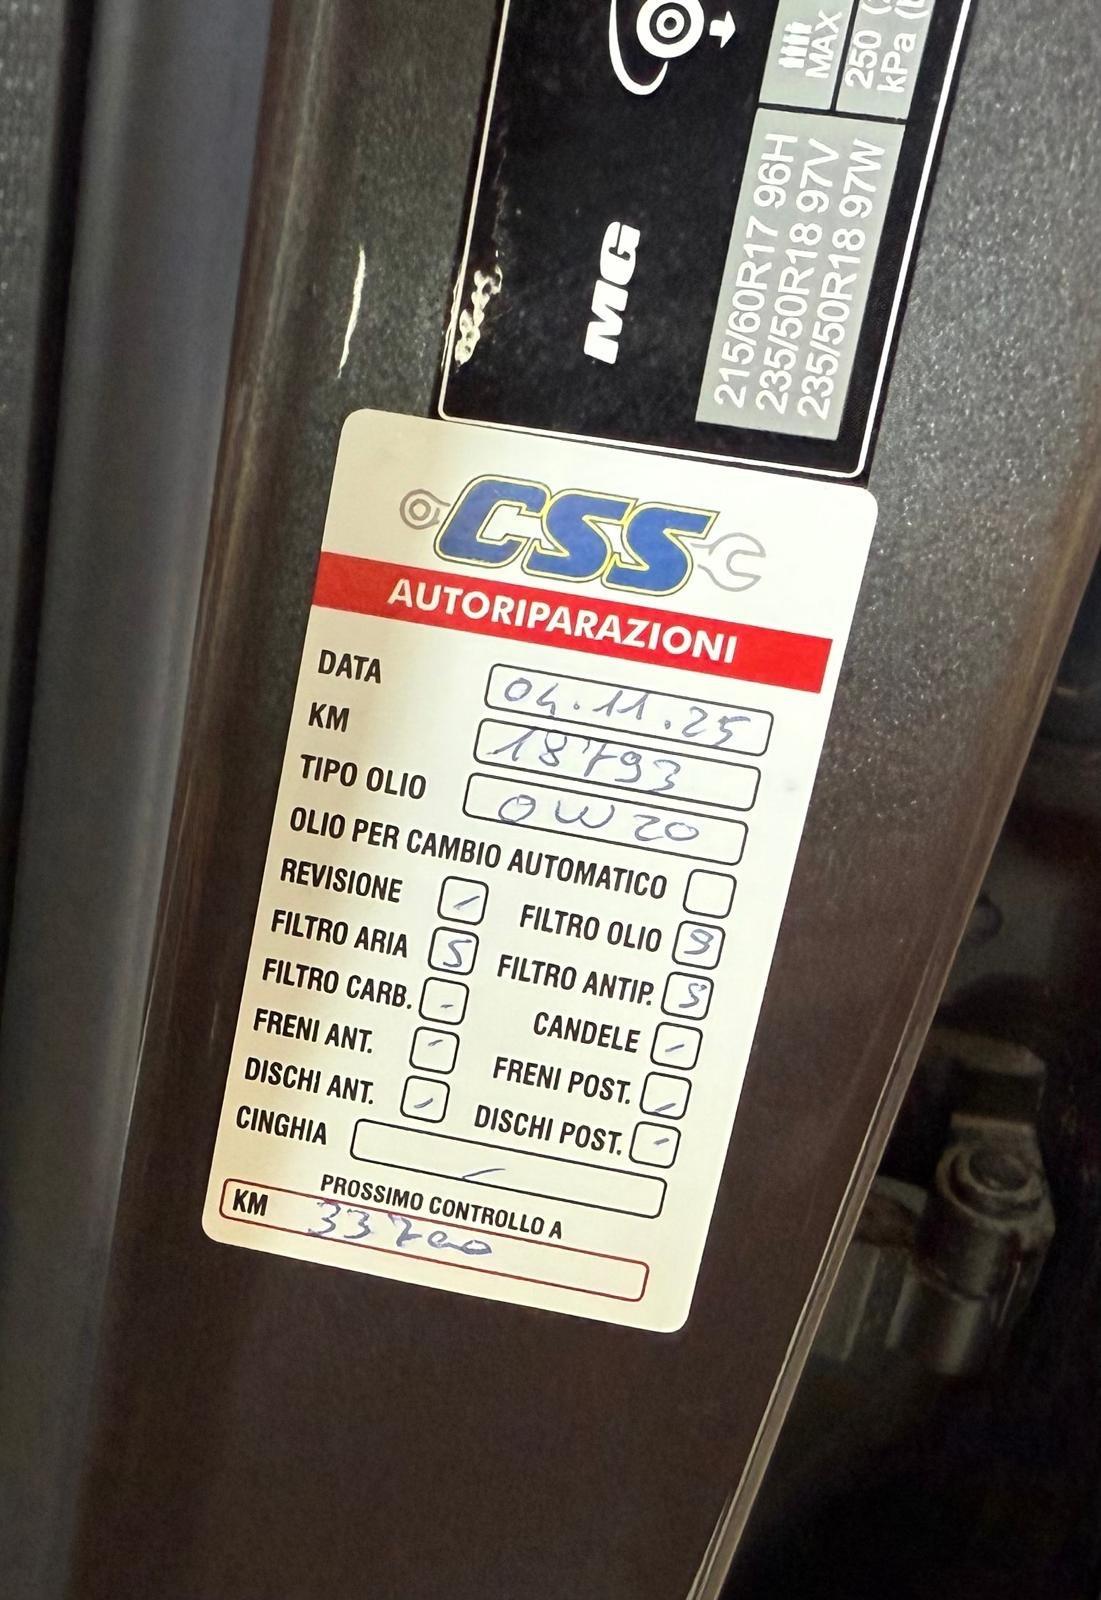 MAX
250
kPa
MG
215/60R17 96H
235/50R18 97V
235/50R18 97W
CSS
AUTORIPARAZIONI
DATA 04.11.25
KM 18793
TIPO OLIO 0W20
OLIO PER CAMBIO AUTOMATICO
REVISIONE - FILTRO OLIO S
FILTRO ARIA S FILTRO ANTIP. S
FILTRO CARB. - CANDELE -
FRENI ANT. - FRENI POST. -
DISCHI ANT. - DISCHI POST. -
CINGHIA -
PROSSIMO CONTROLLO A
KM 33700